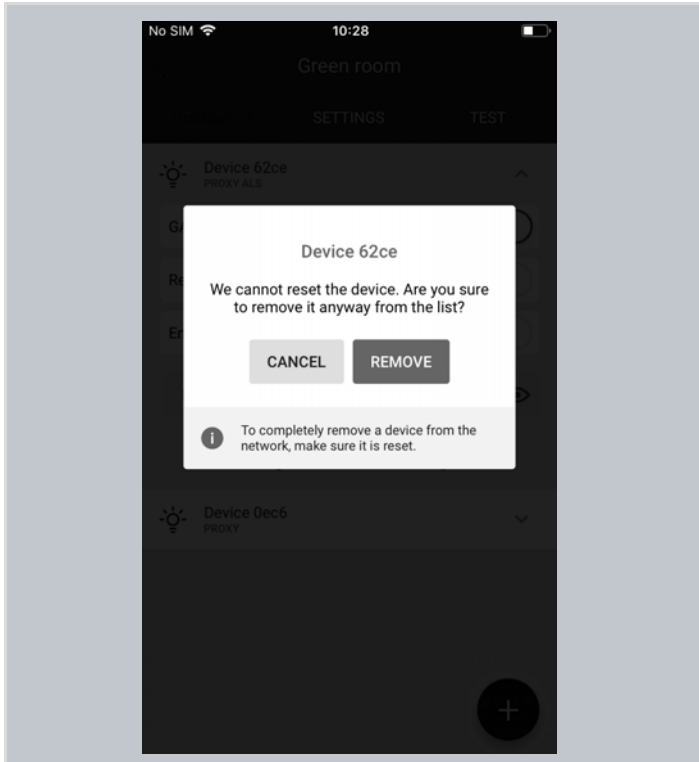 No SIM 10:28
Green room
SETTINGS TEST
Device 62ce
PROXY ALS
Device 62ce
We cannot reset the device. Are you sure
to remove it anyway from the list?
CANCEL REMOVE
To completely remove a device from the
network, make sure it is reset.
Device 0ec6
PROXY